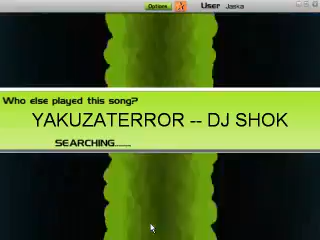 Options X User Jaska
Who else played this song?
YAKUZATERROR -- DJ SHOK
SEARCHING.......